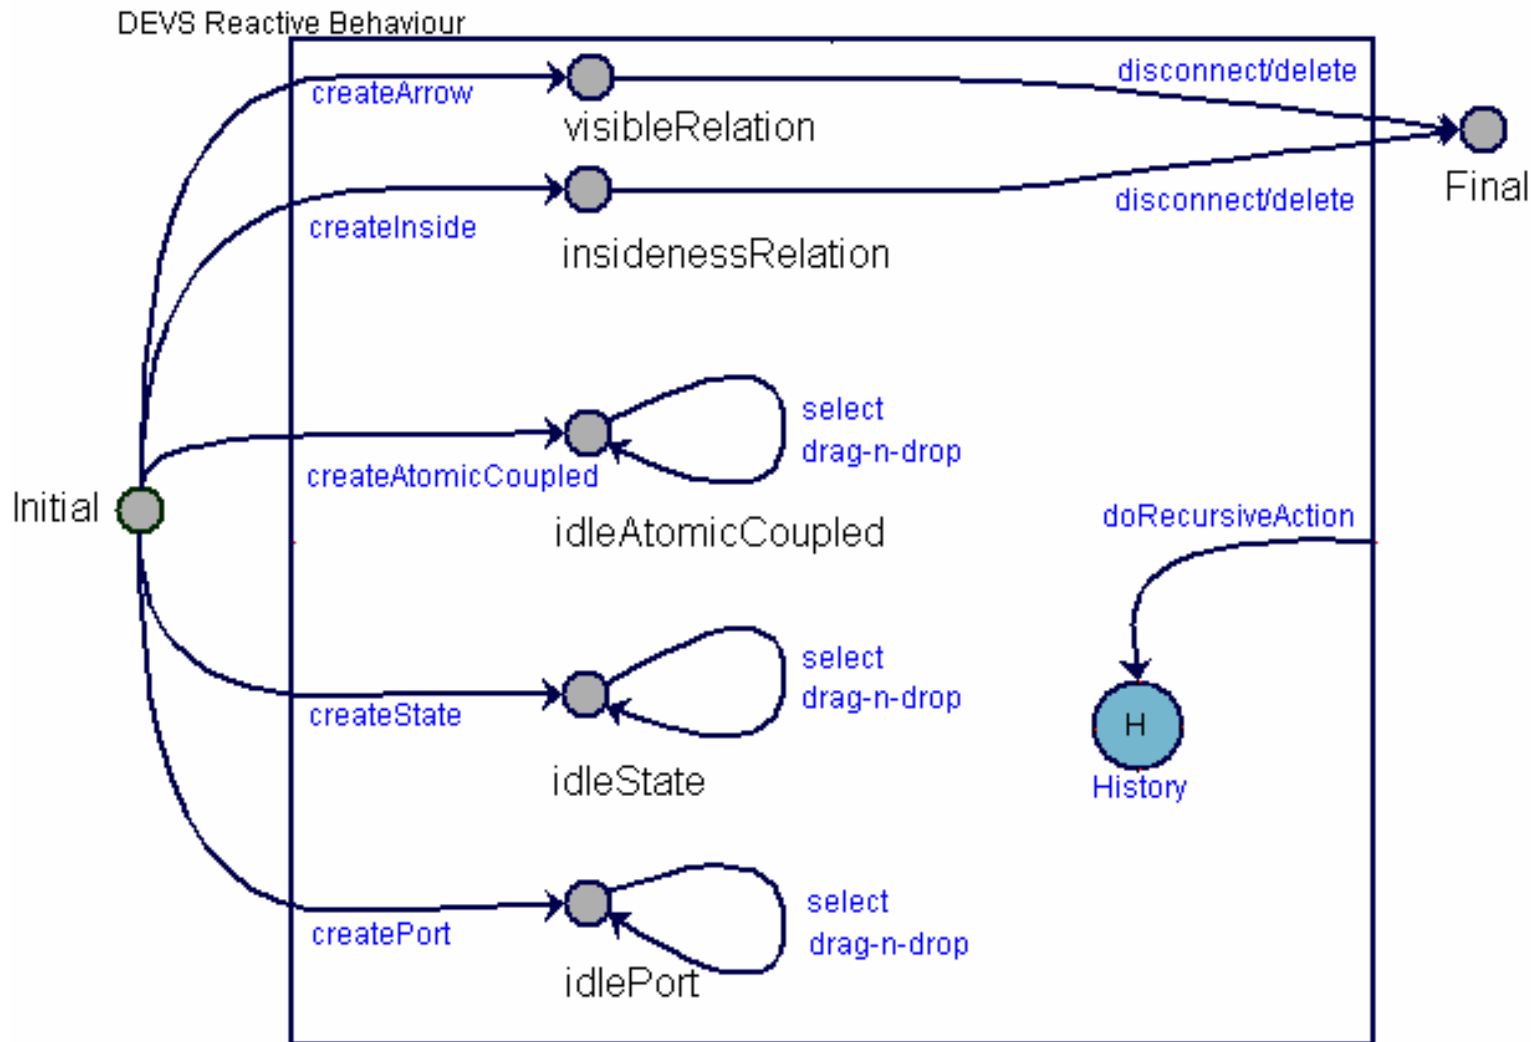 DEVS Reactive Behaviour
createArrow
disconnect/delete
visibleRelation
Final
createInside
disconnect/delete
insidenessRelation
select
drag-n-drop
createAtomicCoupled
Initial
idleAtomicCoupled
doRecursiveAction
select
drag-n-drop
createState
H
idleState
History
select
drag-n-drop
createPort
idlePort